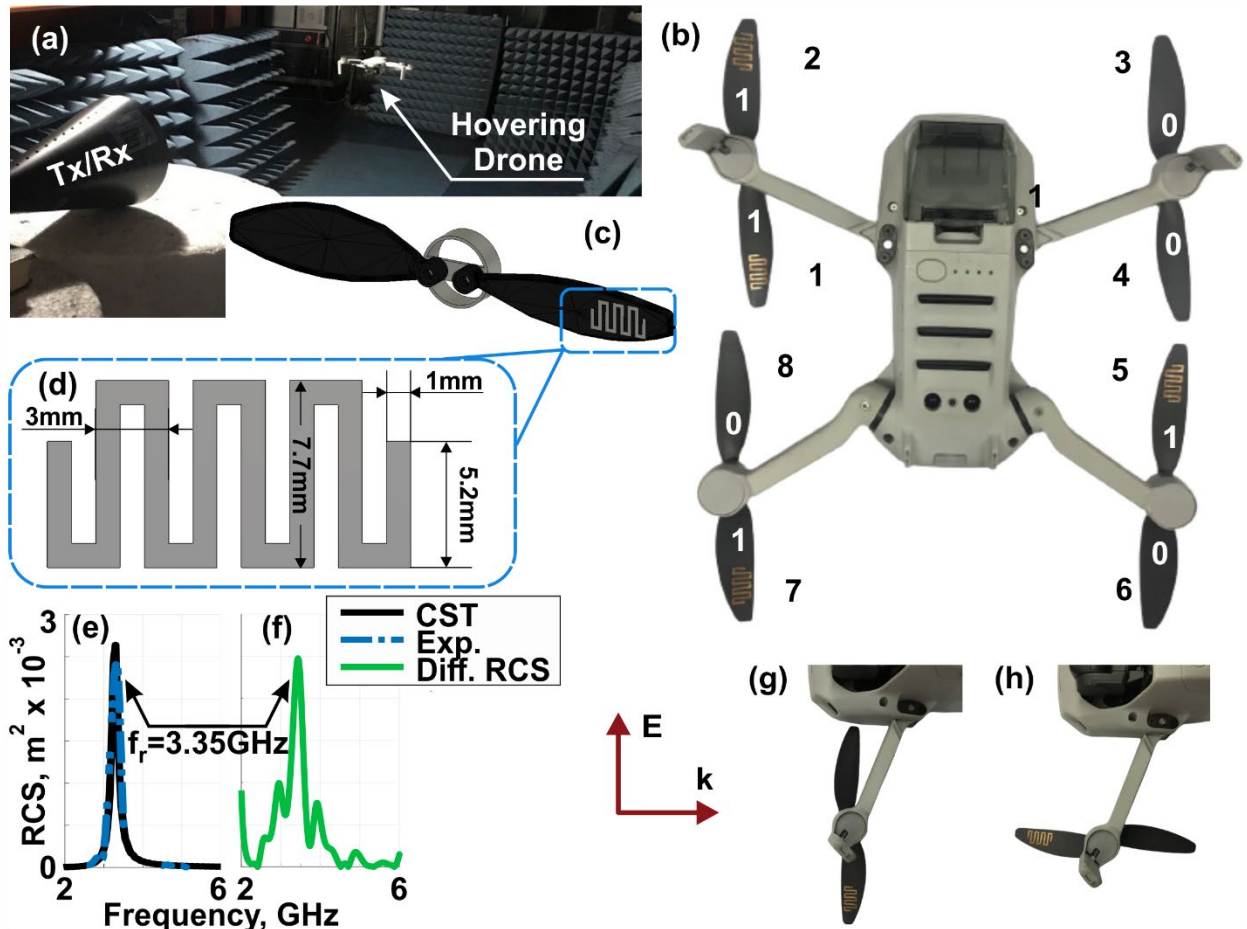 (a)
Tx/Rx
Hovering
Drone
(b)
2
1
1
1
3
0
0
4
1
8
0
1
7
5
1
0
6
(c)
(d)
3mm
7.7mm
1mm
5.2mm
(e)
(f)
CST
Exp.
Diff. RCS
fr=3.35GHz
3
0
RCS, m² x 10⁻³
2
6
2
6
Frequency, GHz
E
k
(g)
(h)